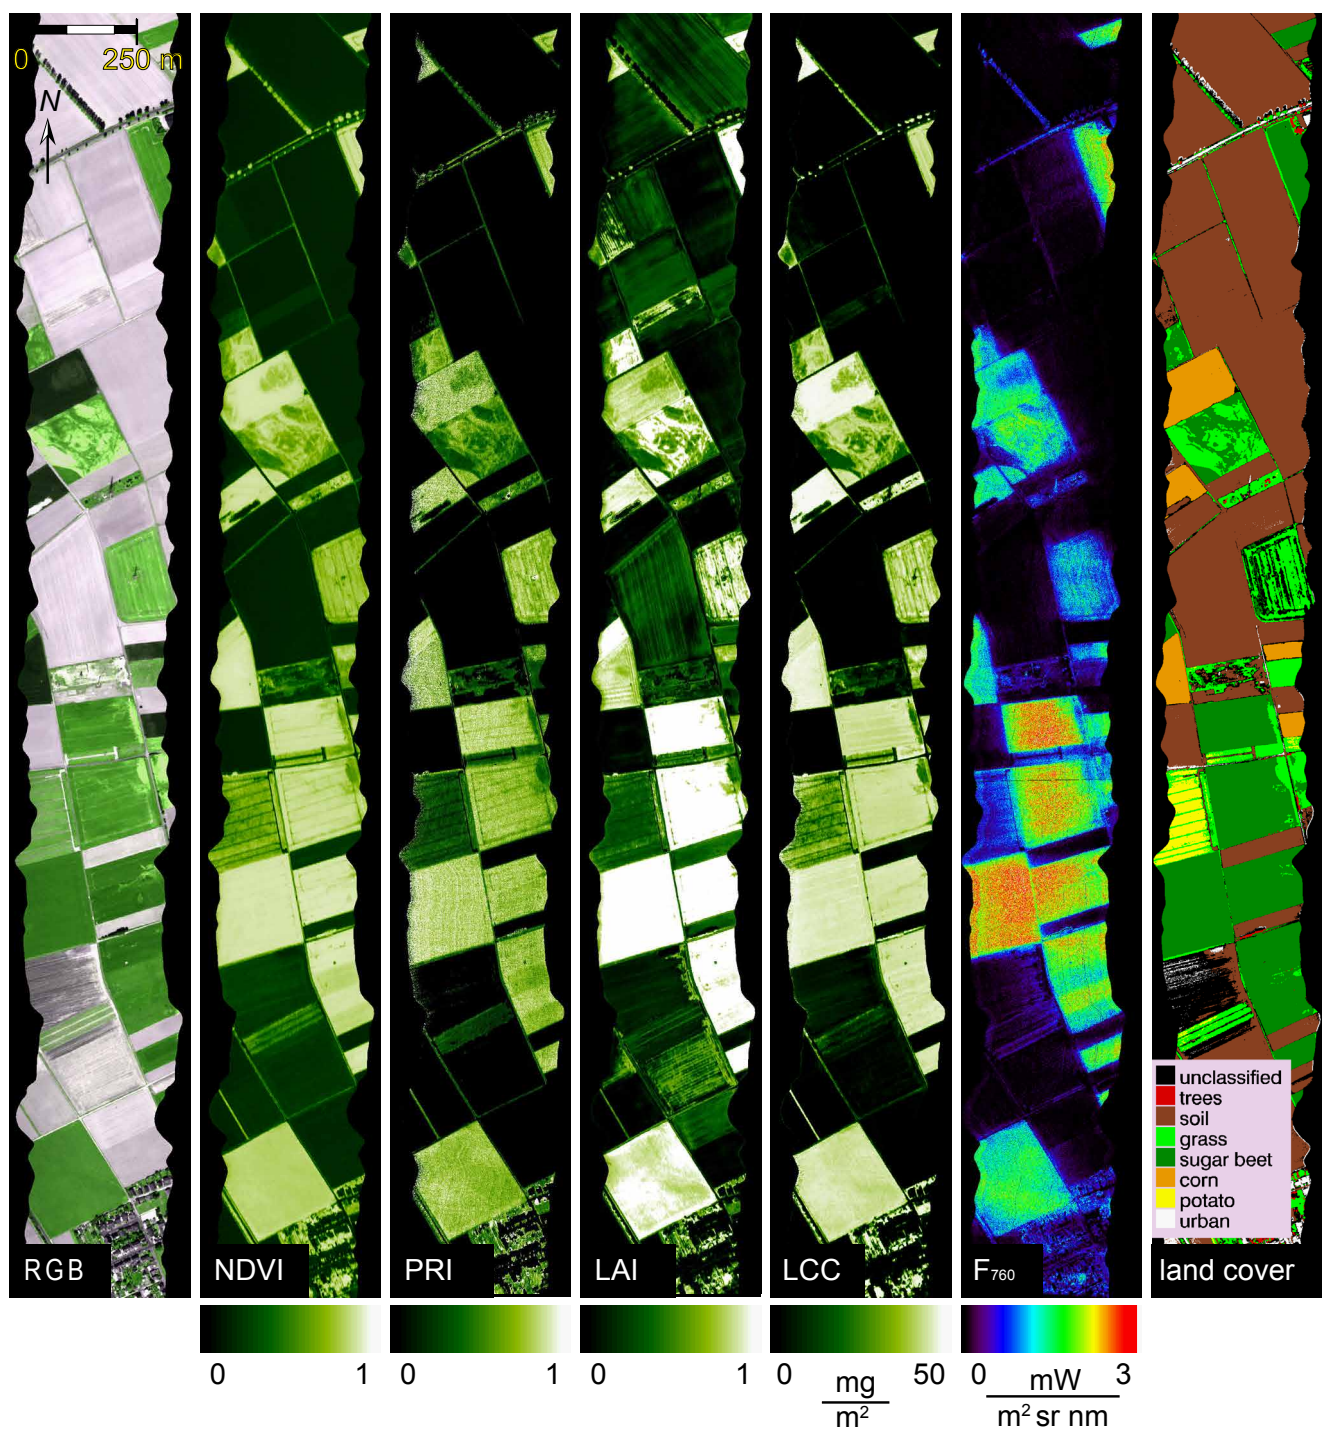 0 250 m
N
unclassified
trees
soil
grass
sugar beet
corn
potato
urban
RGB NDVI PRI LAI LCC F760 land cover
0 1 0 1 0 1 0 mg/m² 50 0 mW/m² sr nm 3